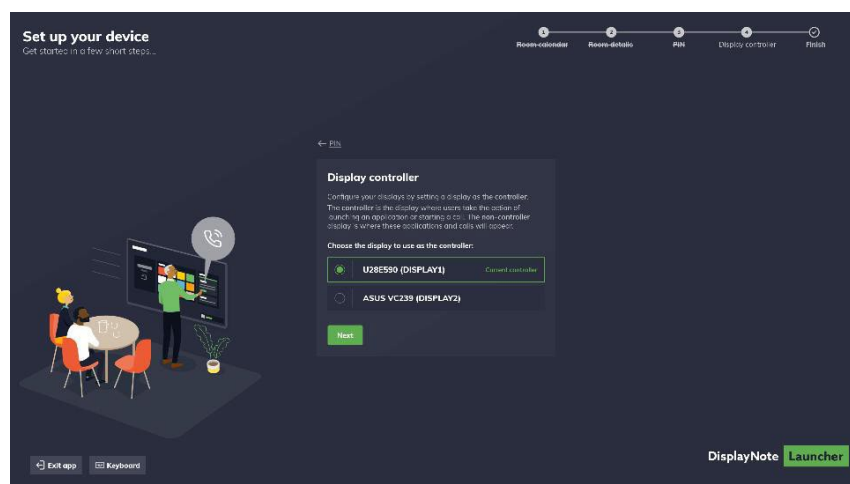 Set up your device
Get started in a few short steps...
1 2 3 4
Room calendar Room details PIN Display controller Finish
← PIN
Display controller
Configure your displays by setting a display as the controller.
The controller is the display where users take the action of
launching an application or starting a call. The non-controller
display is where these applications and calls will appear.
Choose the display to use as the controller:
U28E590 (DISPLAY1) Current controller
ASUS VC239 (DISPLAY2)
Next
Exit app Keyboard
DisplayNote Launcher